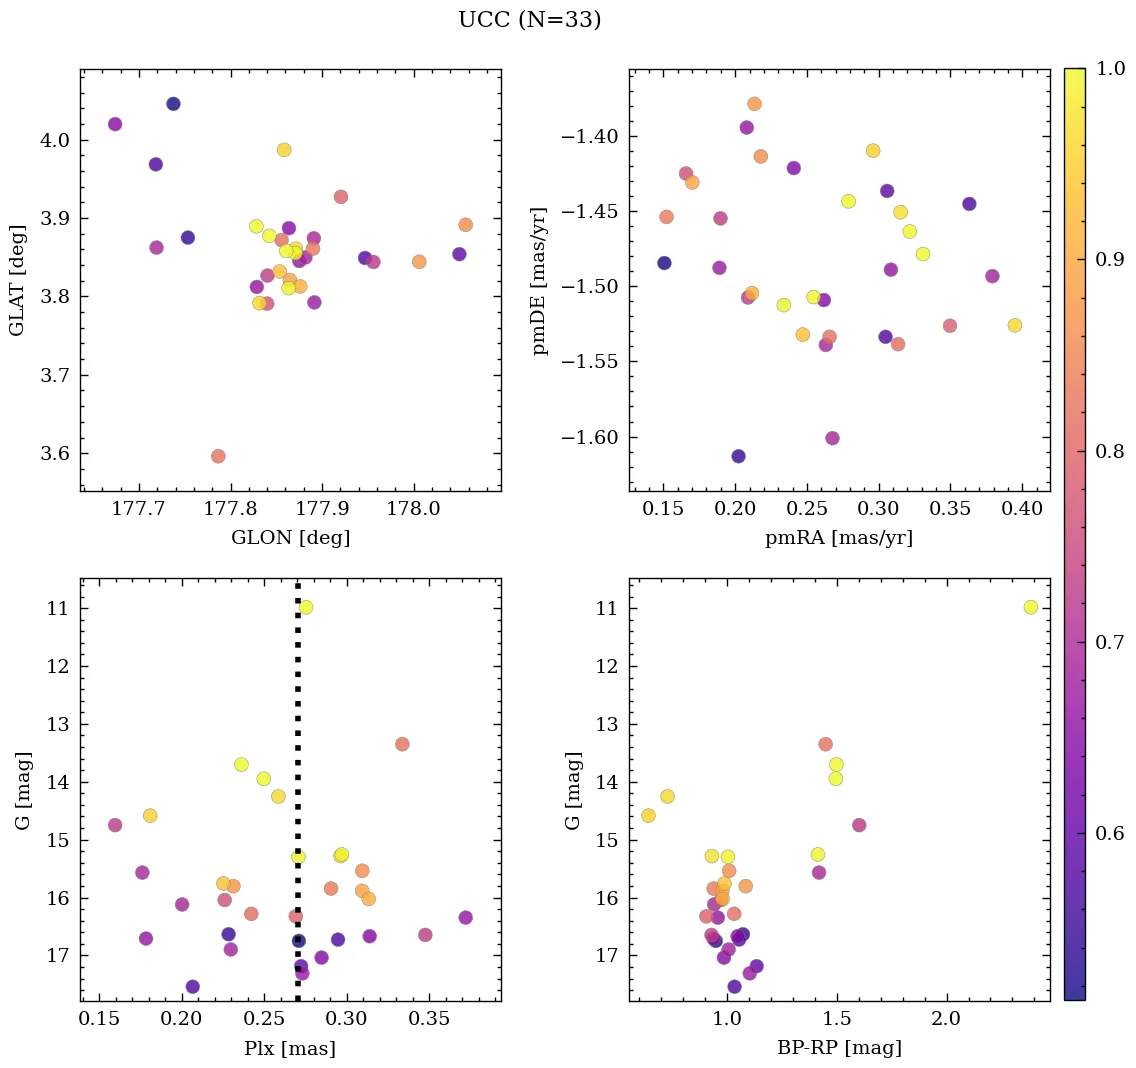 UCC (N=33)
4.0
3.9
3.8
3.7
3.6
GLAT [deg]
177.7 177.8 177.9 178.0
GLON [deg]
−1.40
−1.45
−1.50
−1.55
−1.60
pmDE [mas/yr]
0.15 0.20 0.25 0.30 0.35 0.40
pmRA [mas/yr]
11
12
13
14
15
16
17
G [mag]
0.15 0.20 0.25 0.30 0.35
Plx [mas]
11
12
13
14
15
16
17
G [mag]
1.0 1.5 2.0
BP-RP [mag]
1.0
0.9
0.8
0.7
0.6